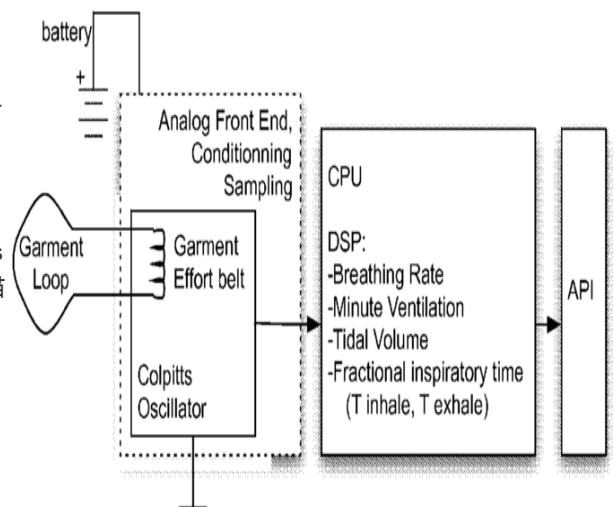 battery
+
Analog Front End,
Conditionning
Sampling
Garment
Loop
Garment
Effort belt
Colpitts
Oscillator
CPU
DSP:
-Breathing Rate
-Minute Ventilation
-Tidal Volume
-Fractional inspiratory time
(T inhale, T exhale)
API